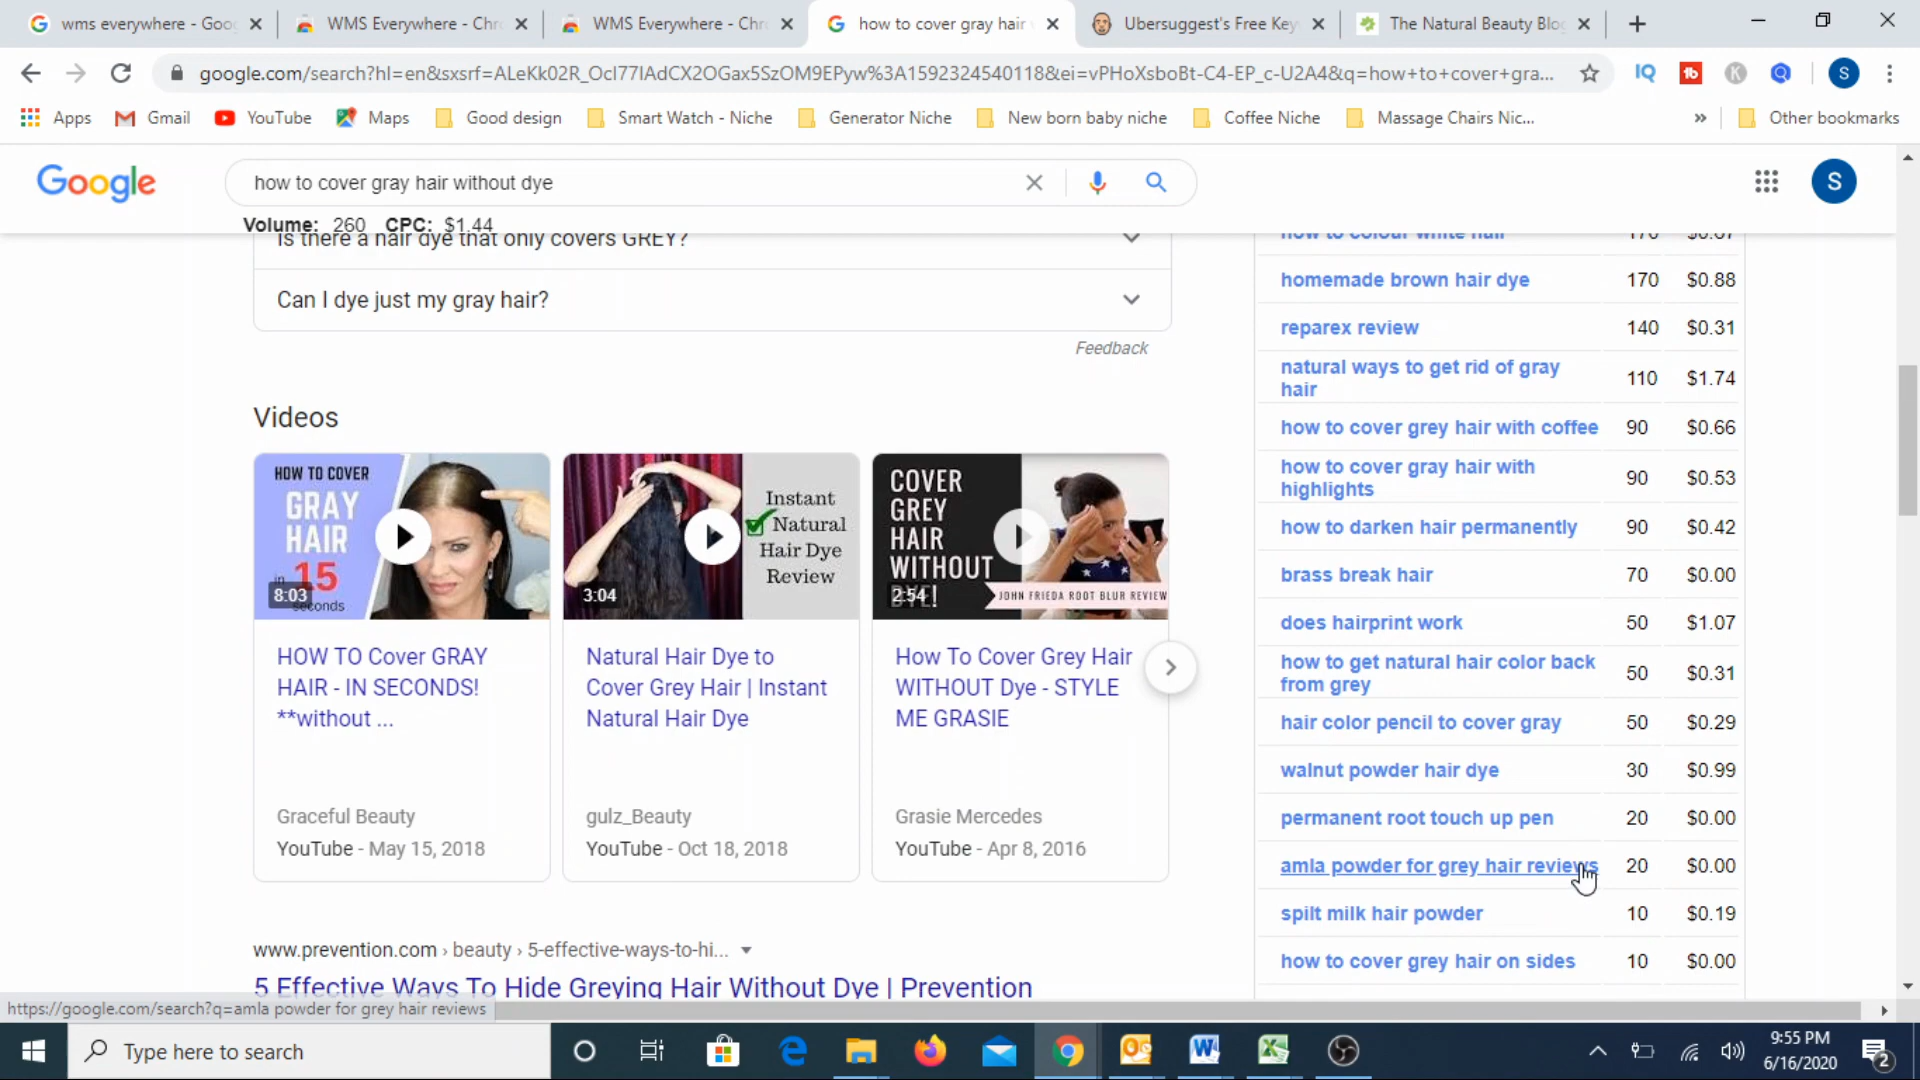 wms everywhere - Goo
WMS Everywhere - Chr
WMS Everywhere - Chr
how to cover gray hair
Ubersuggest's Free Key
The Natural Beauty Blo
google.com/search?hl=en&sxsrf=ALeKk02R_Ocl77IAdCX2OGax5SzOM9EPyw%3A1592324540118&ei=vPHoXsboBt-C4-EP_c-U2A4&q=how+to+cover+gra...
IQ
tb
K
S
Apps
Gmail
YouTube
Maps
Good design
Smart Watch - Niche
Generator Niche
New born baby niche
Coffee Niche
Massage Chairs Nic...
»
Other bookmarks
Google
how to cover gray hair without dye
S
Volume: 260 CPC: $1.44
Is there a hair dye that only covers GREY?
Can I dye just my gray hair?
Feedback
Videos
HOW TO COVER
GRAY
HAIR
in 15
seconds
8:03
HOW TO Cover GRAY
HAIR - IN SECONDS!
**without ...
Graceful Beauty
YouTube - May 15, 2018
Instant
Natural
Hair Dye
Review
3:04
Natural Hair Dye to
Cover Grey Hair | Instant
Natural Hair Dye
gulz_Beauty
YouTube - Oct 18, 2018
COVER
GREY
HAIR
WITHOUT
DYE!
JOHN FRIEDA ROOT BLUR REVIEW
2:54
How To Cover Grey Hair
WITHOUT Dye - STYLE
ME GRASIE
Grasie Mercedes
YouTube - Apr 8, 2016
www.prevention.com › beauty › 5-effective-ways-to-hi...
5 Effective Ways To Hide Greying Hair Without Dye | Prevention
how to colour white hair 170 $0.67
homemade brown hair dye 170 $0.88
reparex review 140 $0.31
natural ways to get rid of gray
hair 110 $1.74
how to cover grey hair with coffee 90 $0.66
how to cover gray hair with
highlights 90 $0.53
how to darken hair permanently 90 $0.42
brass break hair 70 $0.00
does hairprint work 50 $1.07
how to get natural hair color back
from grey 50 $0.31
hair color pencil to cover gray 50 $0.29
walnut powder hair dye 30 $0.99
permanent root touch up pen 20 $0.00
amla powder for grey hair reviews 20 $0.00
spilt milk hair powder 10 $0.19
how to cover grey hair on sides 10 $0.00
https://google.com/search?q=amla powder for grey hair reviews
Type here to search
9:55 PM
6/16/2020
2